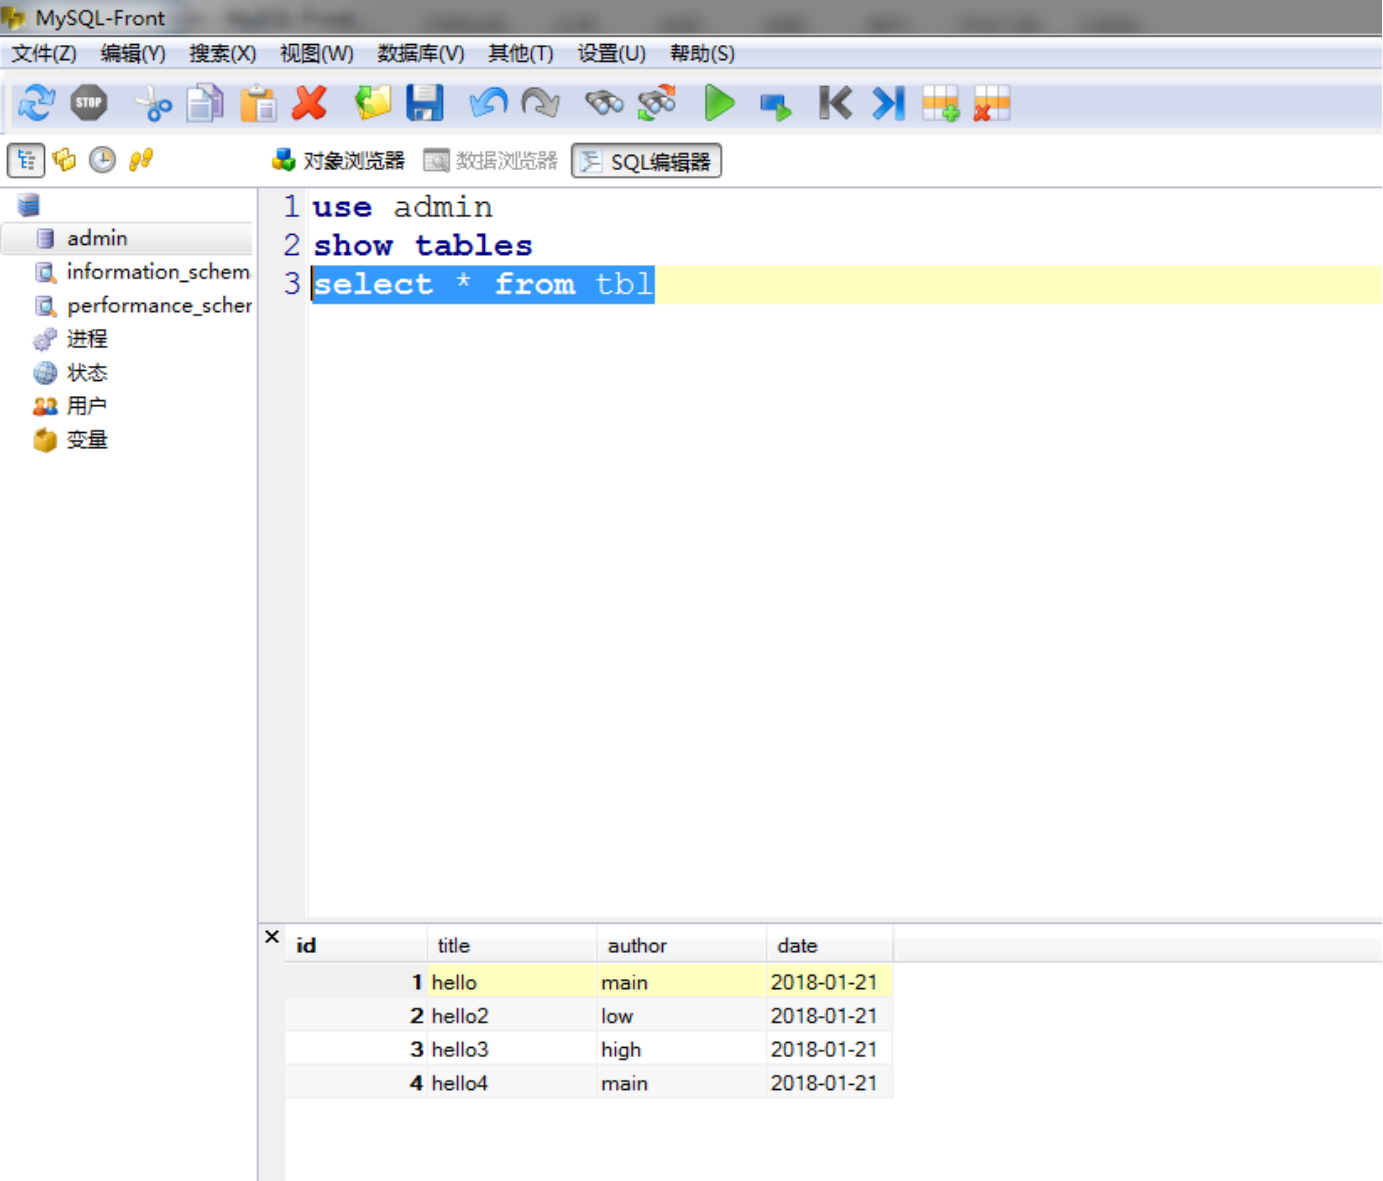 MySQL-Front
文件(Z) 编辑(Y) 搜索(X) 视图(W) 数据库(V) 其他(T) 设置(U) 帮助(S)
STOP
对象浏览器 数据浏览器 SQL编辑器
admin
information_schem
performance_scher
进程
状态
用户
变量
1 use admin
2 show tables
3 select * from tbl
id title author date
1 hello main 2018-01-21
2 hello2 low 2018-01-21
3 hello3 high 2018-01-21
4 hello4 main 2018-01-21